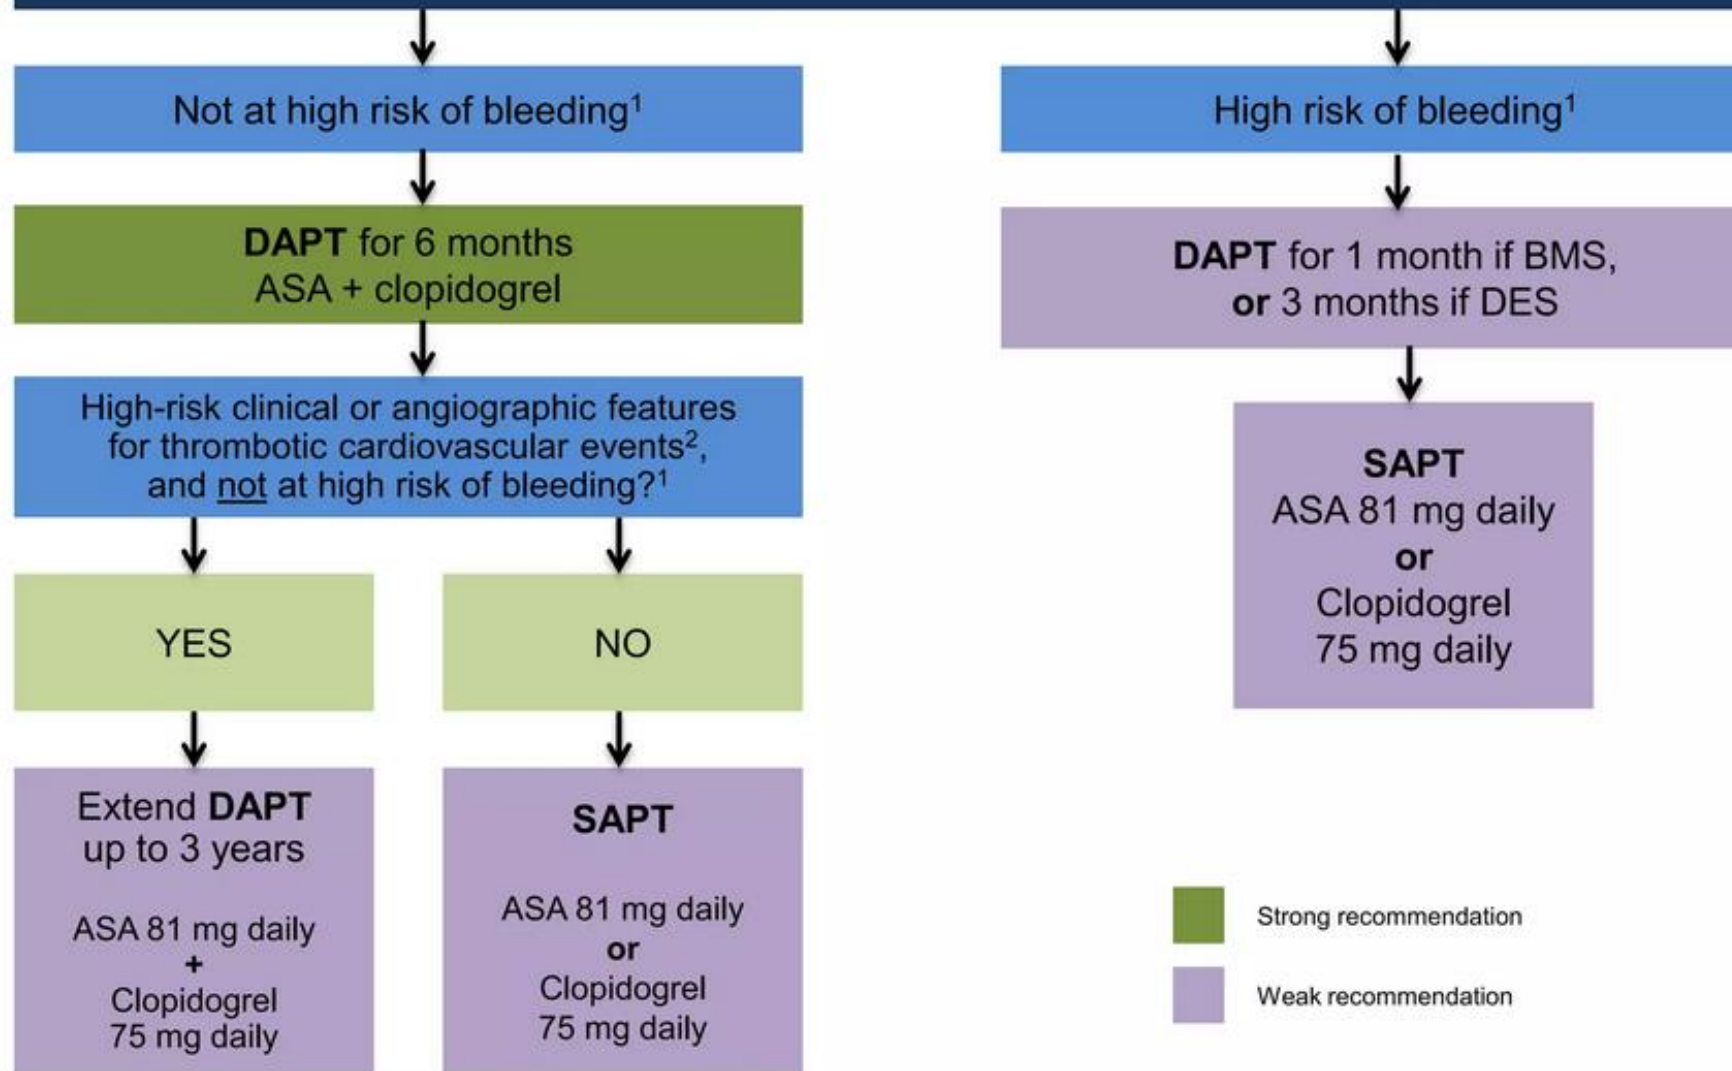 Not at high risk of bleeding¹
High risk of bleeding¹
DAPT for 6 months
ASA + clopidogrel
DAPT for 1 month if BMS,
or 3 months if DES
High-risk clinical or angiographic features
for thrombotic cardiovascular events²,
and not at high risk of bleeding?¹
SAPT
ASA 81 mg daily
or
Clopidogrel
75 mg daily
YES
NO
Extend DAPT
up to 3 years
ASA 81 mg daily
+
Clopidogrel
75 mg daily
SAPT
ASA 81 mg daily
or
Clopidogrel
75 mg daily
Strong recommendation
Weak recommendation